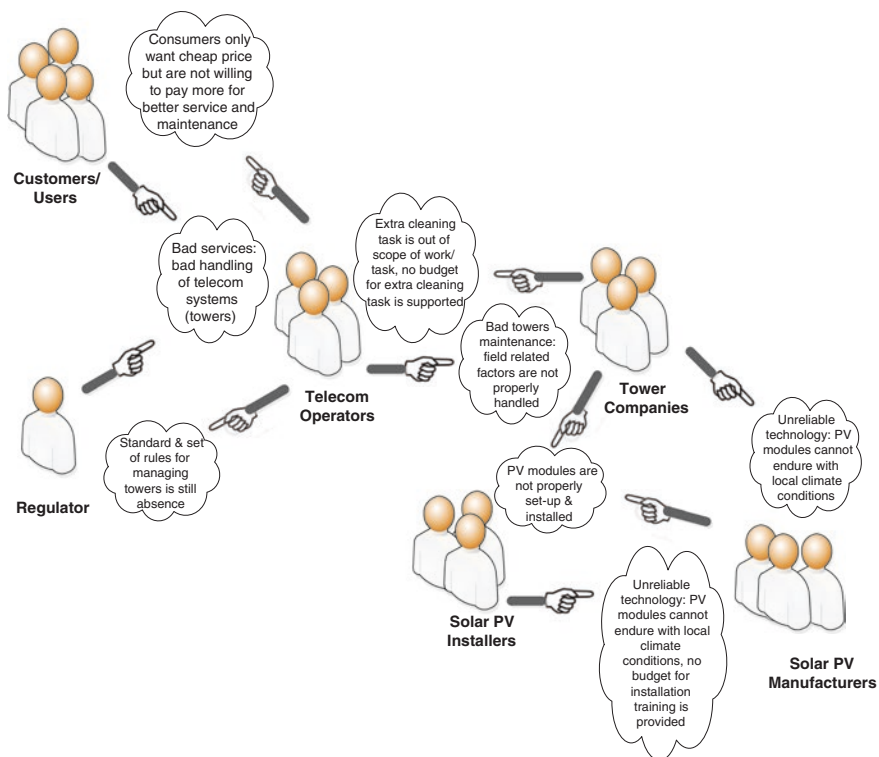 Consumers only
want cheap price
but are not willing
to pay more for
better service and
maintenance
Customers/
Users
Bad services:
bad handling
of telecom
systems
(towers)
Extra cleaning
task is out of
scope of work/
task, no budget
for extra cleaning
task is supported
Bad towers
maintenance:
field related
factors are not
properly
handled
Telecom
Operators
Tower
Companies
Regulator
Standard & set
of rules for
managing
towers is still
absence
Unreliable
technology: PV
modules cannot
endure with
local climate
conditions
PV modules are
not properly
set-up &
installed
Solar PV
Installers
Unreliable
technology: PV
modules cannot
endure with local
climate
conditions, no
budget for
installation
training is
provided
Solar PV
Manufacturers